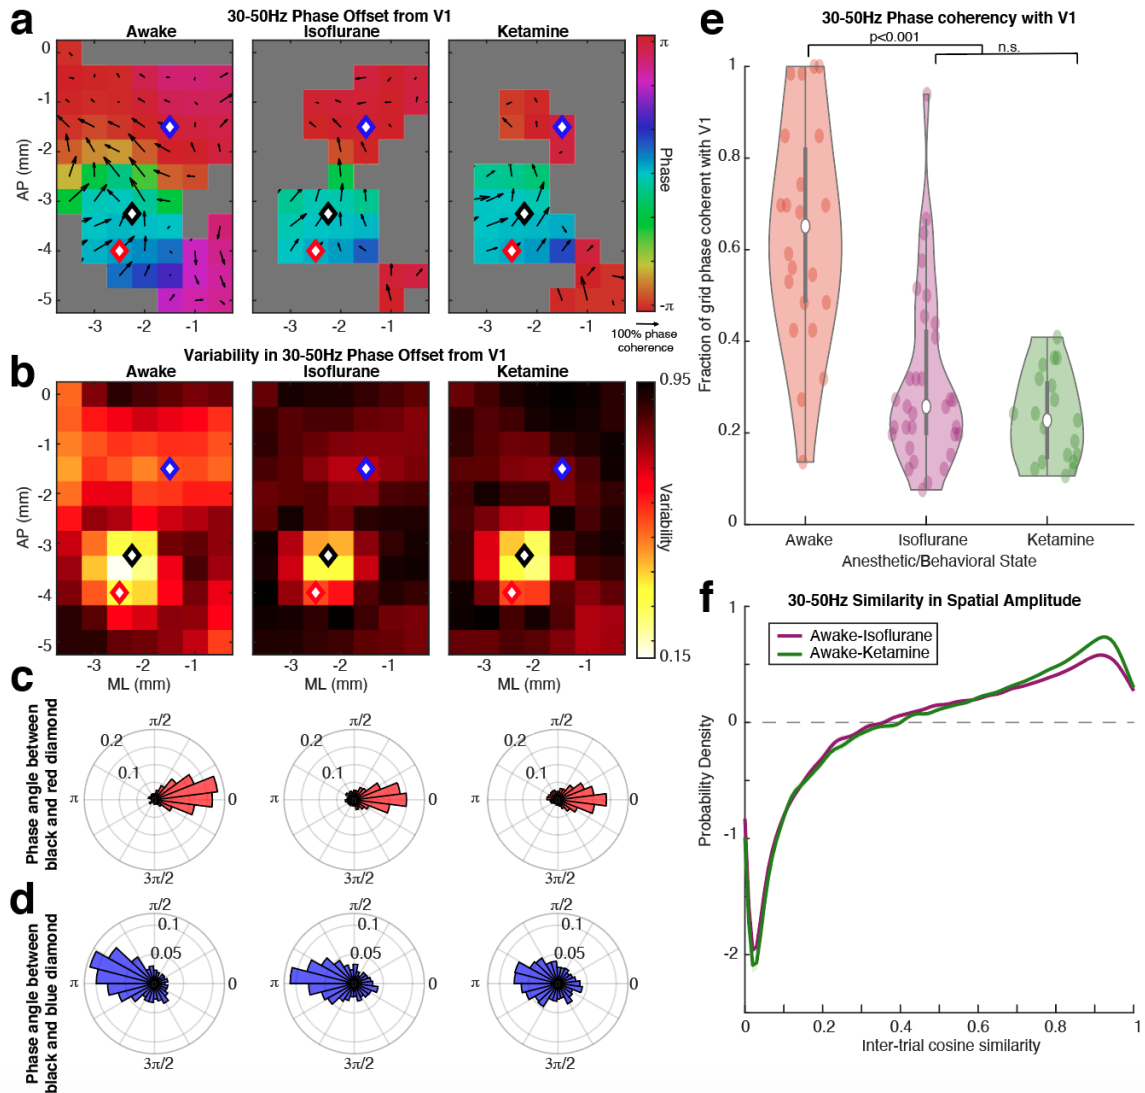 a
30-50Hz Phase Offset from V1
Awake
Isoflurane
Ketamine
0
-1
-2
-3
-4
-5
AP (mm)
-3
-2
-1
-3
-2
-1
-3
-2
-1
π
-π
Phase
100% phase
coherence
b
Variability in 30-50Hz Phase Offset from V1
Awake
Isoflurane
Ketamine
0
-1
-2
-3
-4
-5
AP (mm)
-3
-2
-1
-3
-2
-1
-3
-2
-1
ML (mm)
ML (mm)
ML (mm)
0.95
0.15
Variability
c
Phase angle between
black and red diamond
π/2
0.2
0.1
π
0
3π/2
π/2
0.2
0.1
π
0
3π/2
π/2
0.2
0.1
π
0
3π/2
d
Phase angle between
black and blue diamond
π/2
0.1
0.05
π
0
3π/2
π/2
0.1
0.05
π
0
3π/2
π/2
0.1
0.05
π
0
3π/2
e
30-50Hz Phase coherency with V1
p<0.001
n.s.
Fraction of grid phase coherent with V1
1
0.8
0.6
0.4
0.2
0
Awake
Isoflurane
Ketamine
Anesthetic/Behavioral State
f
30-50Hz Similarity in Spatial Amplitude
Awake-Isoflurane
Awake-Ketamine
Probability Density
1
0
-1
-2
0
0.2
0.4
0.6
0.8
1
Inter-trial cosine similarity